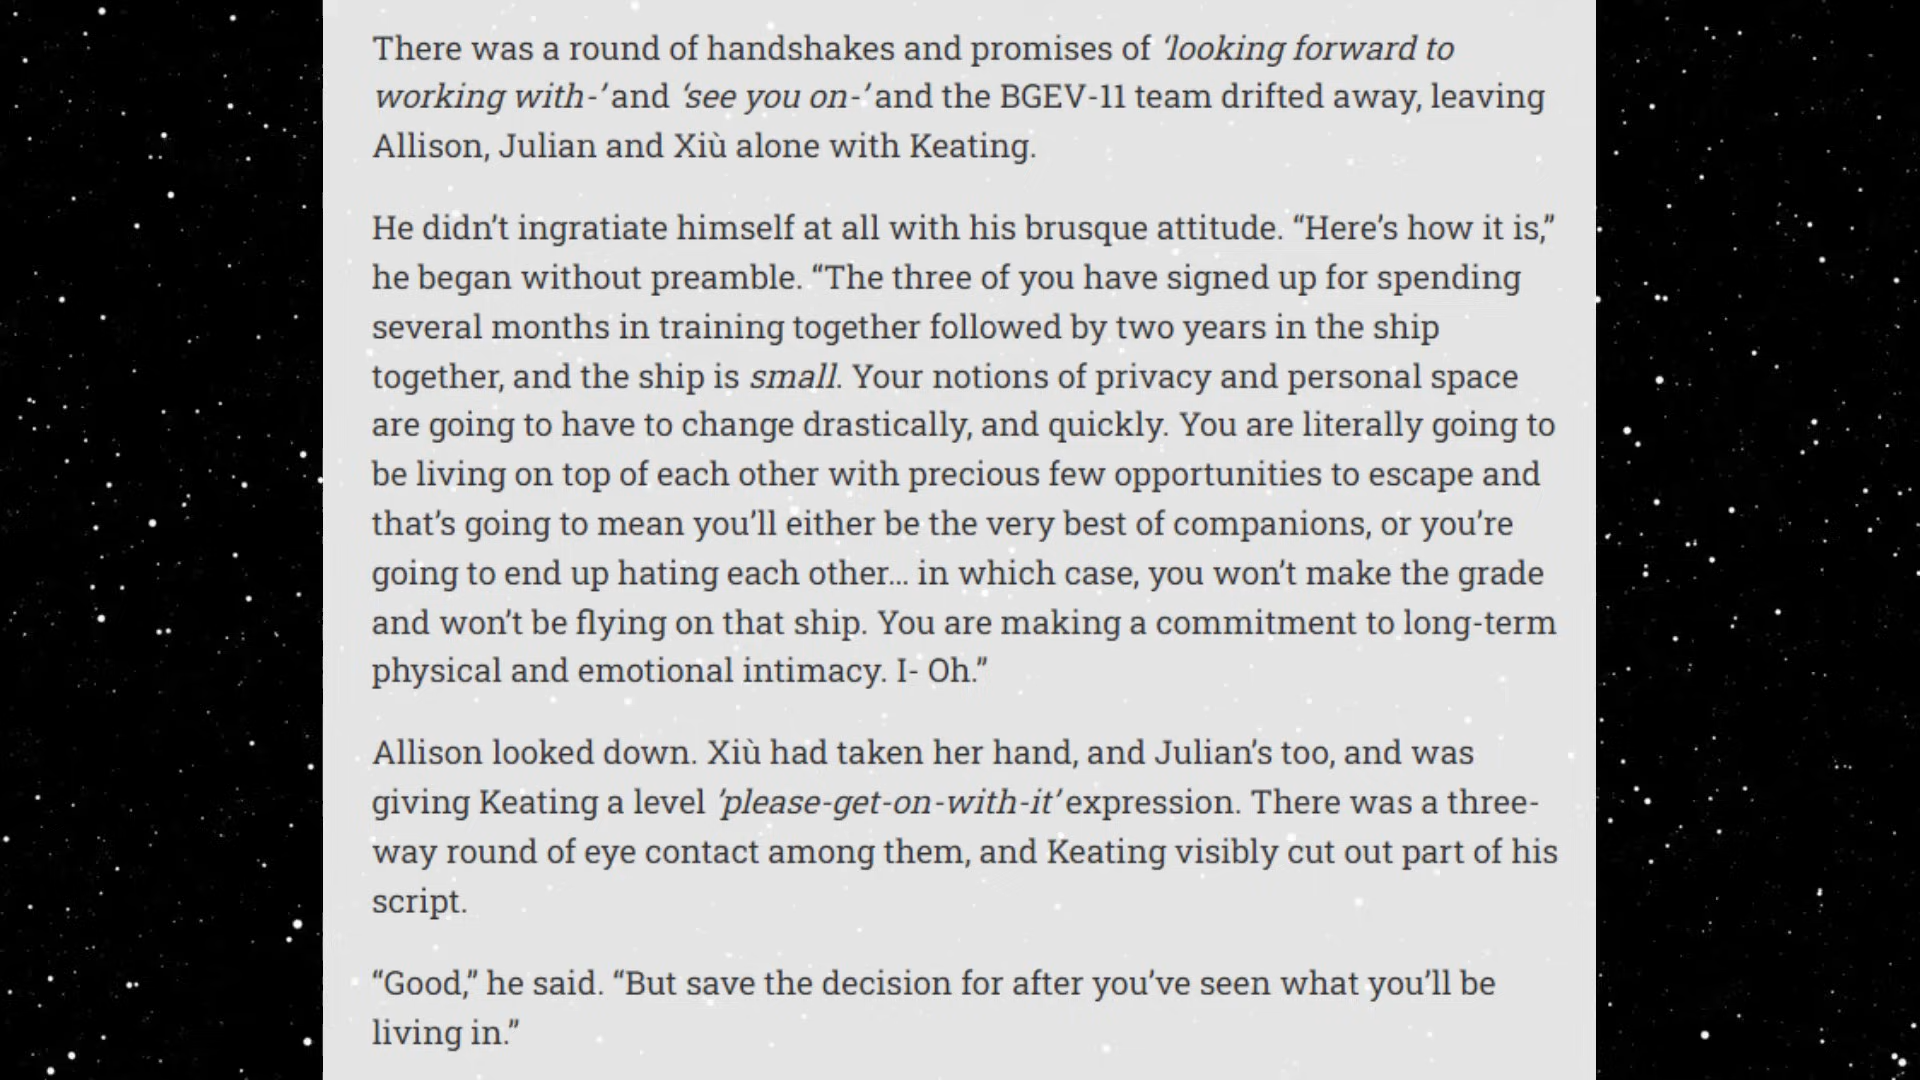 There was a round of handshakes and promises of ‘looking forward to
working with-’ and ‘see you on-’ and the BGEV-11 team drifted away, leaving
Allison, Julian and Xiù alone with Keating.
He didn’t ingratiate himself at all with his brusque attitude. “Here’s how it is,”
he began without preamble. “The three of you have signed up for spending
several months in training together followed by two years in the ship
together, and the ship is small. Your notions of privacy and personal space
are going to have to change drastically, and quickly. You are literally going to
be living on top of each other with precious few opportunities to escape and
that’s going to mean you’ll either be the very best of companions, or you’re
going to end up hating each other… in which case, you won’t make the grade
and won’t be flying on that ship. You are making a commitment to long-term
physical and emotional intimacy. I- Oh.”
Allison looked down. Xiù had taken her hand, and Julian’s too, and was
giving Keating a level ’please-get-on-with-it’ expression. There was a three-
way round of eye contact among them, and Keating visibly cut out part of his
script.
“Good,” he said. “But save the decision for after you’ve seen what you’ll be
living in.”